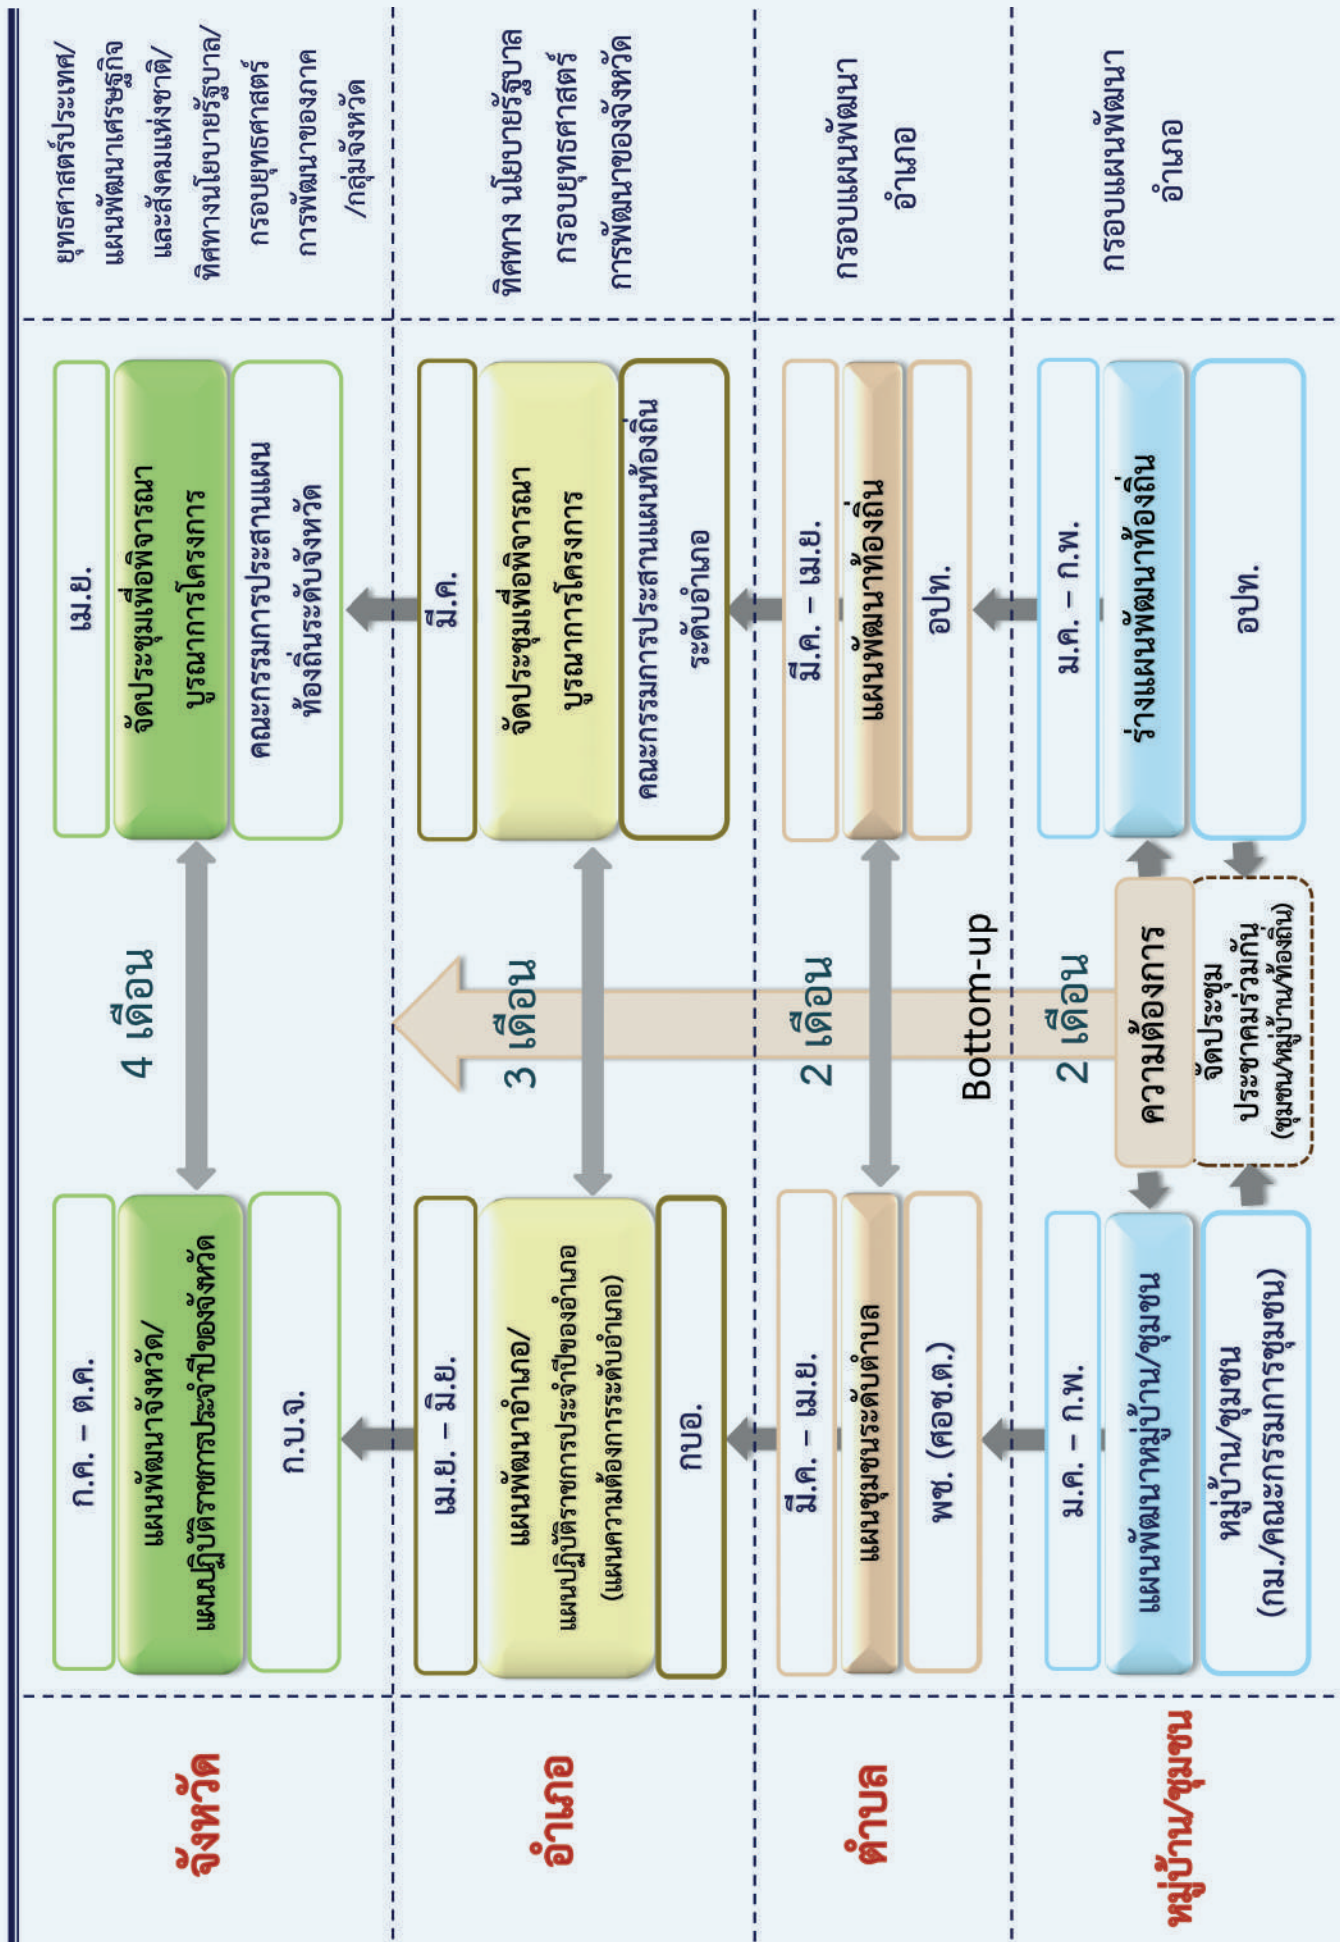 จังหวัด
ก.ค. – ต.ค.
แผนพัฒนาจังหวัด/
แผนปฏิบัติราชการประจำปีของจังหวัด
ก.บ.จ.
4 เดือน
เม.ย.
จัดประชุมเพื่อพิจารณา
บูรณาการโครงการ
คณะกรรมการประสานแผน
ท้องถิ่นระดับจังหวัด
ยุทธศาสตร์ประเทศ/
แผนพัฒนาเศรษฐกิจ
และสังคมแห่งชาติ/
ทิศทางนโยบายรัฐบาล/
กรอบยุทธศาสตร์
การพัฒนาของภาค
/กลุ่มจังหวัด
อำเภอ
เม.ย. – มิ.ย.
แผนพัฒนาอำเภอ/
แผนปฏิบัติราชการประจำปีของอำเภอ
(แผนความต้องการระดับอำเภอ)
กบอ.
3 เดือน
มี.ค.
จัดประชุมเพื่อพิจารณา
บูรณาการโครงการ
คณะกรรมการประสานแผนท้องถิ่น
ระดับอำเภอ
ทิศทาง นโยบายรัฐบาล
กรอบยุทธศาสตร์
การพัฒนาของจังหวัด
ตำบล
มี.ค. – เม.ย.
แผนชุมชนระดับตำบล
พช. (ศอช.ต.)
2 เดือน
Bottom-up
มี.ค. – เม.ย.
แผนพัฒนาท้องถิ่น
อปท.
กรอบแผนพัฒนา
อำเภอ
หมู่บ้าน/ชุมชน
ม.ค. – ก.พ.
แผนพัฒนาหมู่บ้าน/ชุมชน
หมู่บ้าน/ชุมชน
(กม./คณะกรรมการชุมชน)
2 เดือน
ความต้องการ
จัดประชุม
ประชาคมร่วมกัน
(ชุมชน/หมู่บ้าน/ท้องถิ่น)
ม.ค. – ก.พ.
ร่างแผนพัฒนาท้องถิ่น
อปท.
กรอบแผนพัฒนา
อำเภอ